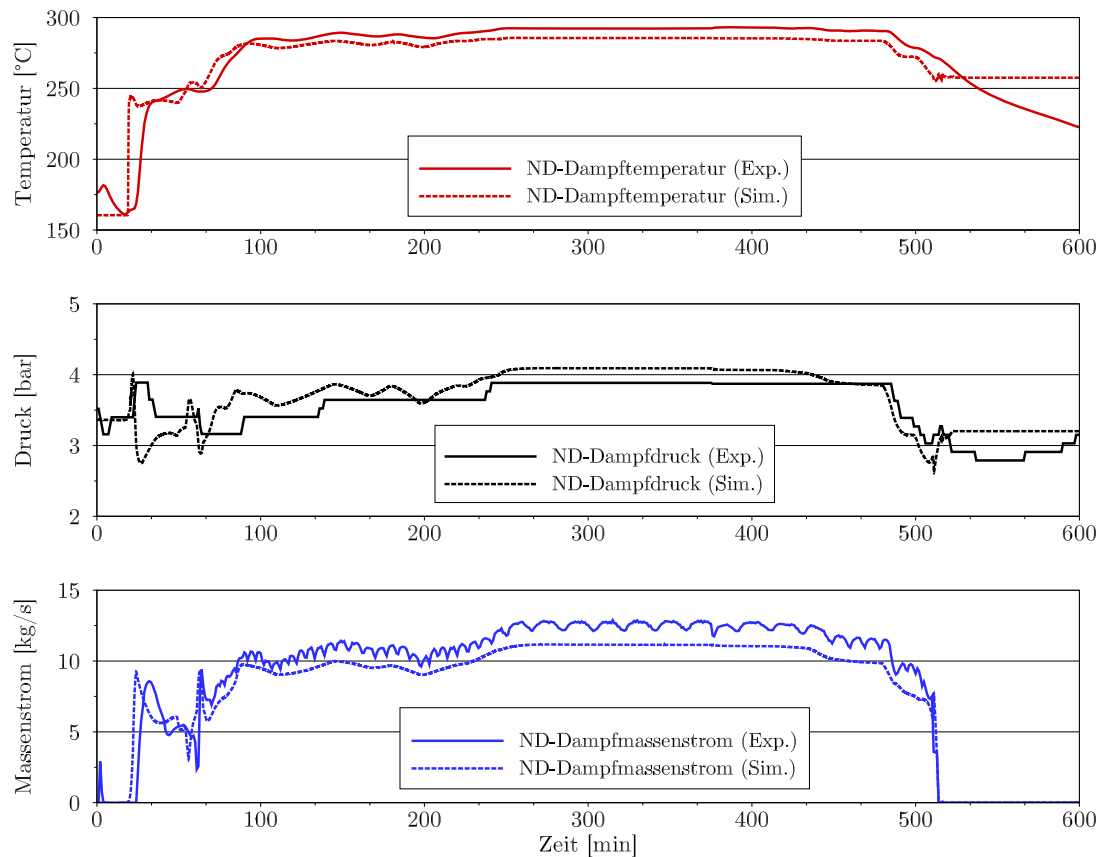 300
250
200
150
Temperatur [°C]
ND-Dampftemperatur (Exp.)
ND-Dampftemperatur (Sim.)
0 100 200 300 400 500 600
5
4
3
2
Druck [bar]
ND-Dampfdruck (Exp.)
ND-Dampfdruck (Sim.)
0 100 200 300 400 500 600
15
10
5
0
Massenstrom [kg/s]
ND-Dampfmassenstrom (Exp.)
ND-Dampfmassenstrom (Sim.)
0 100 200 300 400 500 600
Zeit [min]